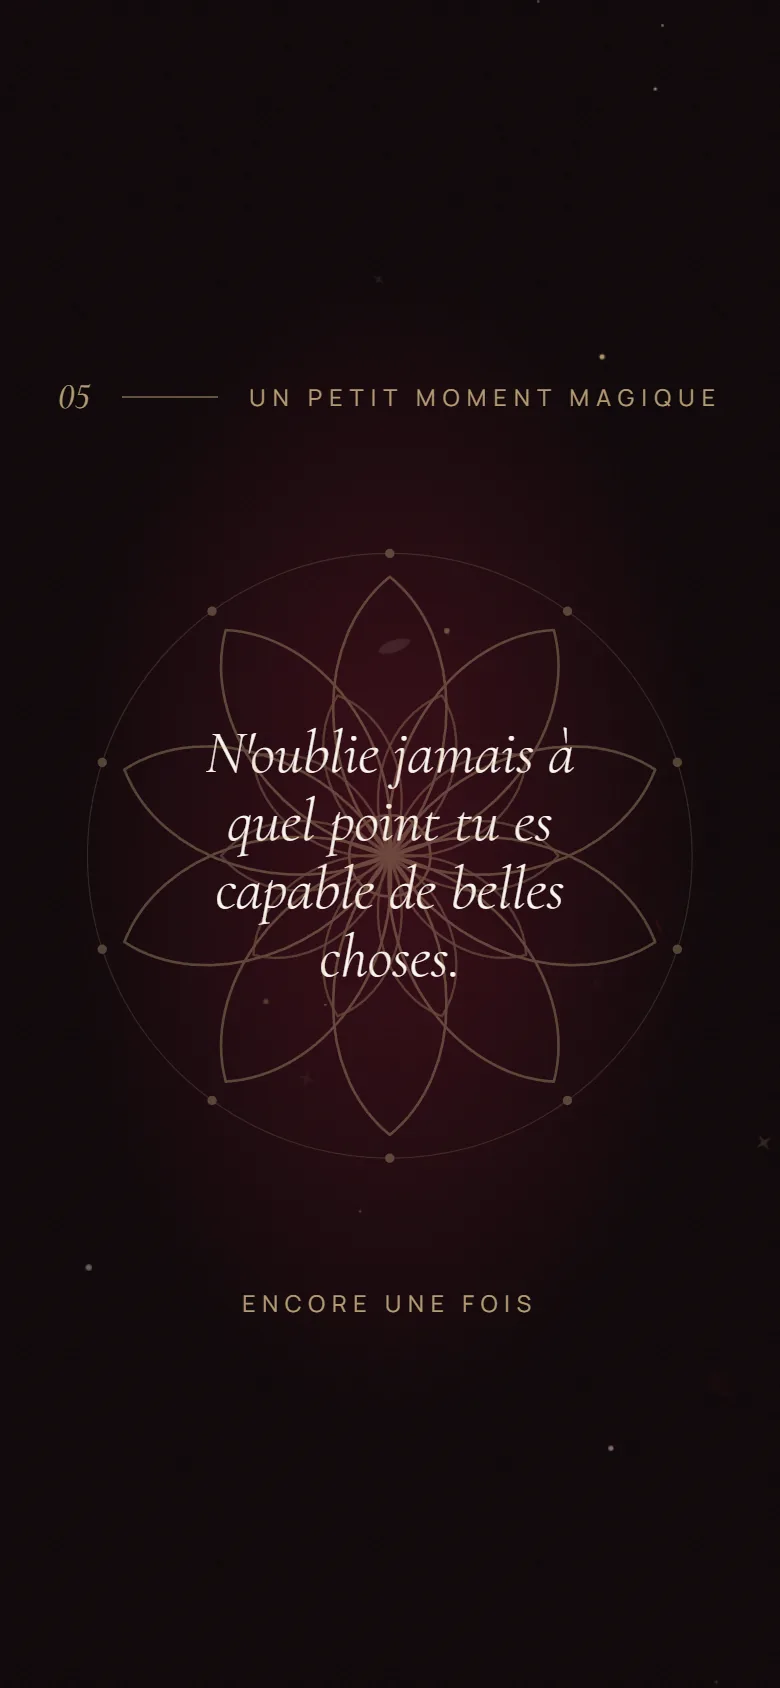 05 UN PETIT MOMENT MAGIQUE
N'oublie jamais à
quel point tu es
capable de belles
choses.
ENCORE UNE FOIS